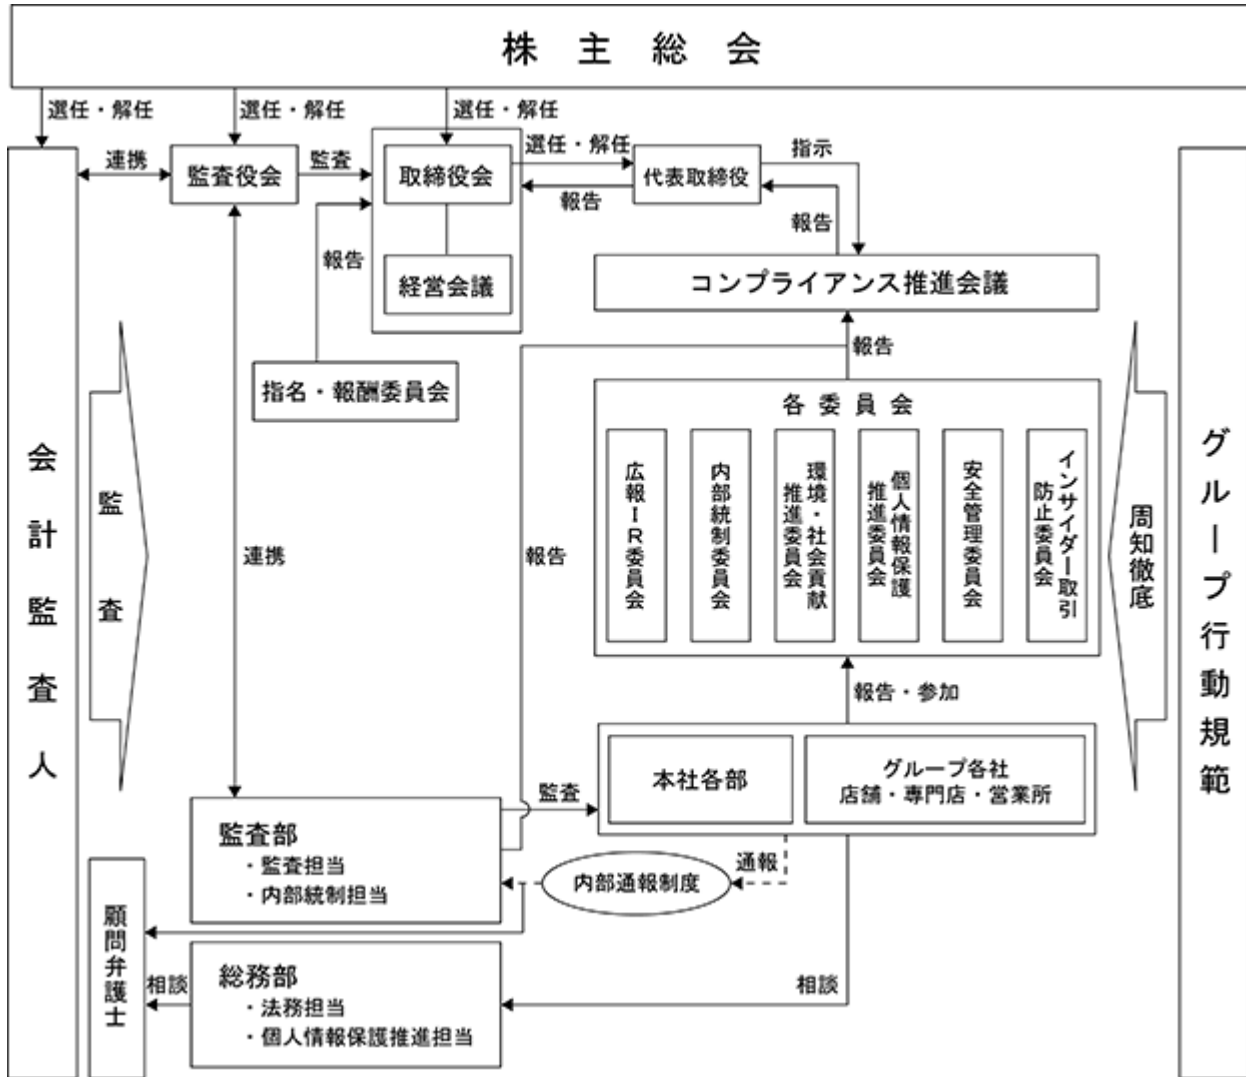 株主総会
選任・解任
選任・解任
選任・解任
連携
監査役会
監査
取締役会
選任・解任
報告
代表取締役
指示
報告
報告
経営会議
コンプライアンス推進会議
報告
指名・報酬委員会
各委員会
広報ＩＲ委員会
内部統制委員会
環境・社会貢献
推進委員会
個人情報保護
推進委員会
安全管理委員会
インサイダー取引
防止委員会
会計監査人
監査
連携
報告
周知徹底
グループ行動規範
報告・参加
本社各部
グループ各社
店舗・専門店・営業所
監査
監査部
・監査担当
・内部統制担当
内部通報制度
通報
顧問弁護士
相談
総務部
・法務担当
・個人情報保護推進担当
相談